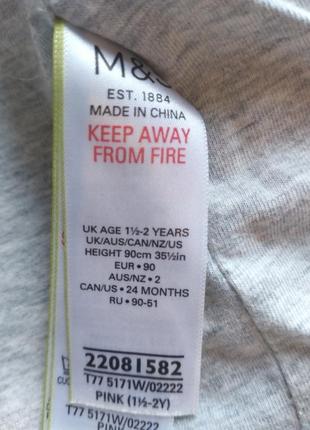 M&S
EST. 1884
MADE IN CHINA
KEEP AWAY
FROM FIRE
UK AGE 1½-2 YEARS
UK/AUS/CAN/NZ/US
HEIGHT 90cm 35½in
EUR • 90
AUS/NZ • 2
CAN/US • 24 MONTHS
RU • 90-51
22081582
T77 5171W/02222
PINK (1½-2Y)
T77 5171W/02222